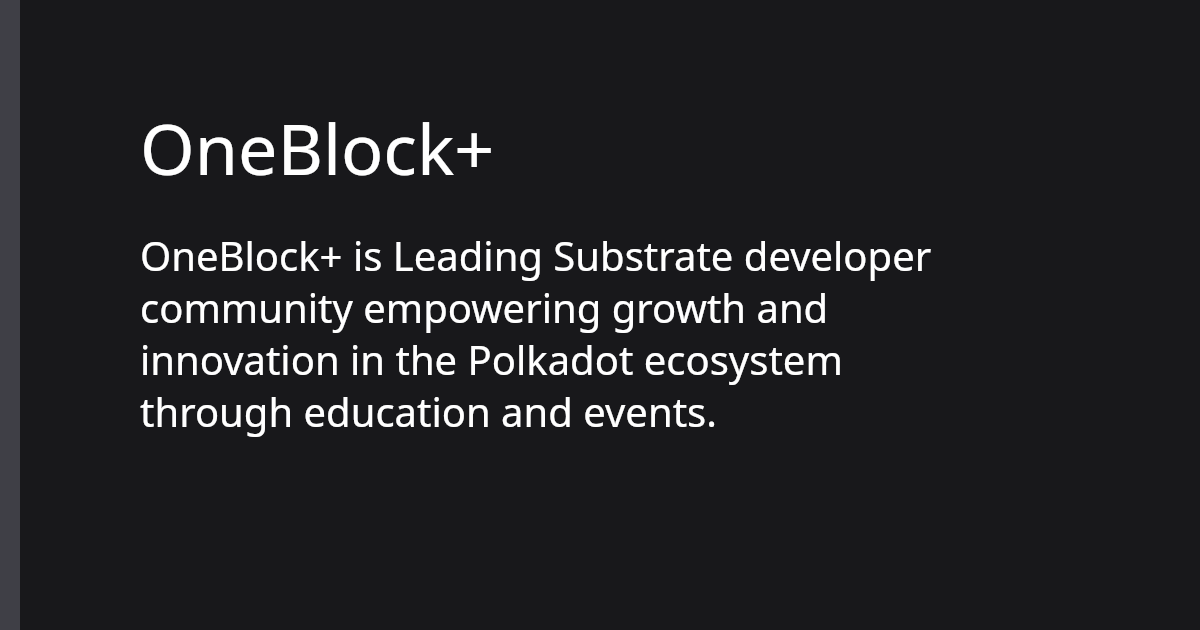 OneBlock+
OneBlock+ is Leading Substrate developer
community empowering growth and
innovation in the Polkadot ecosystem
through education and events.